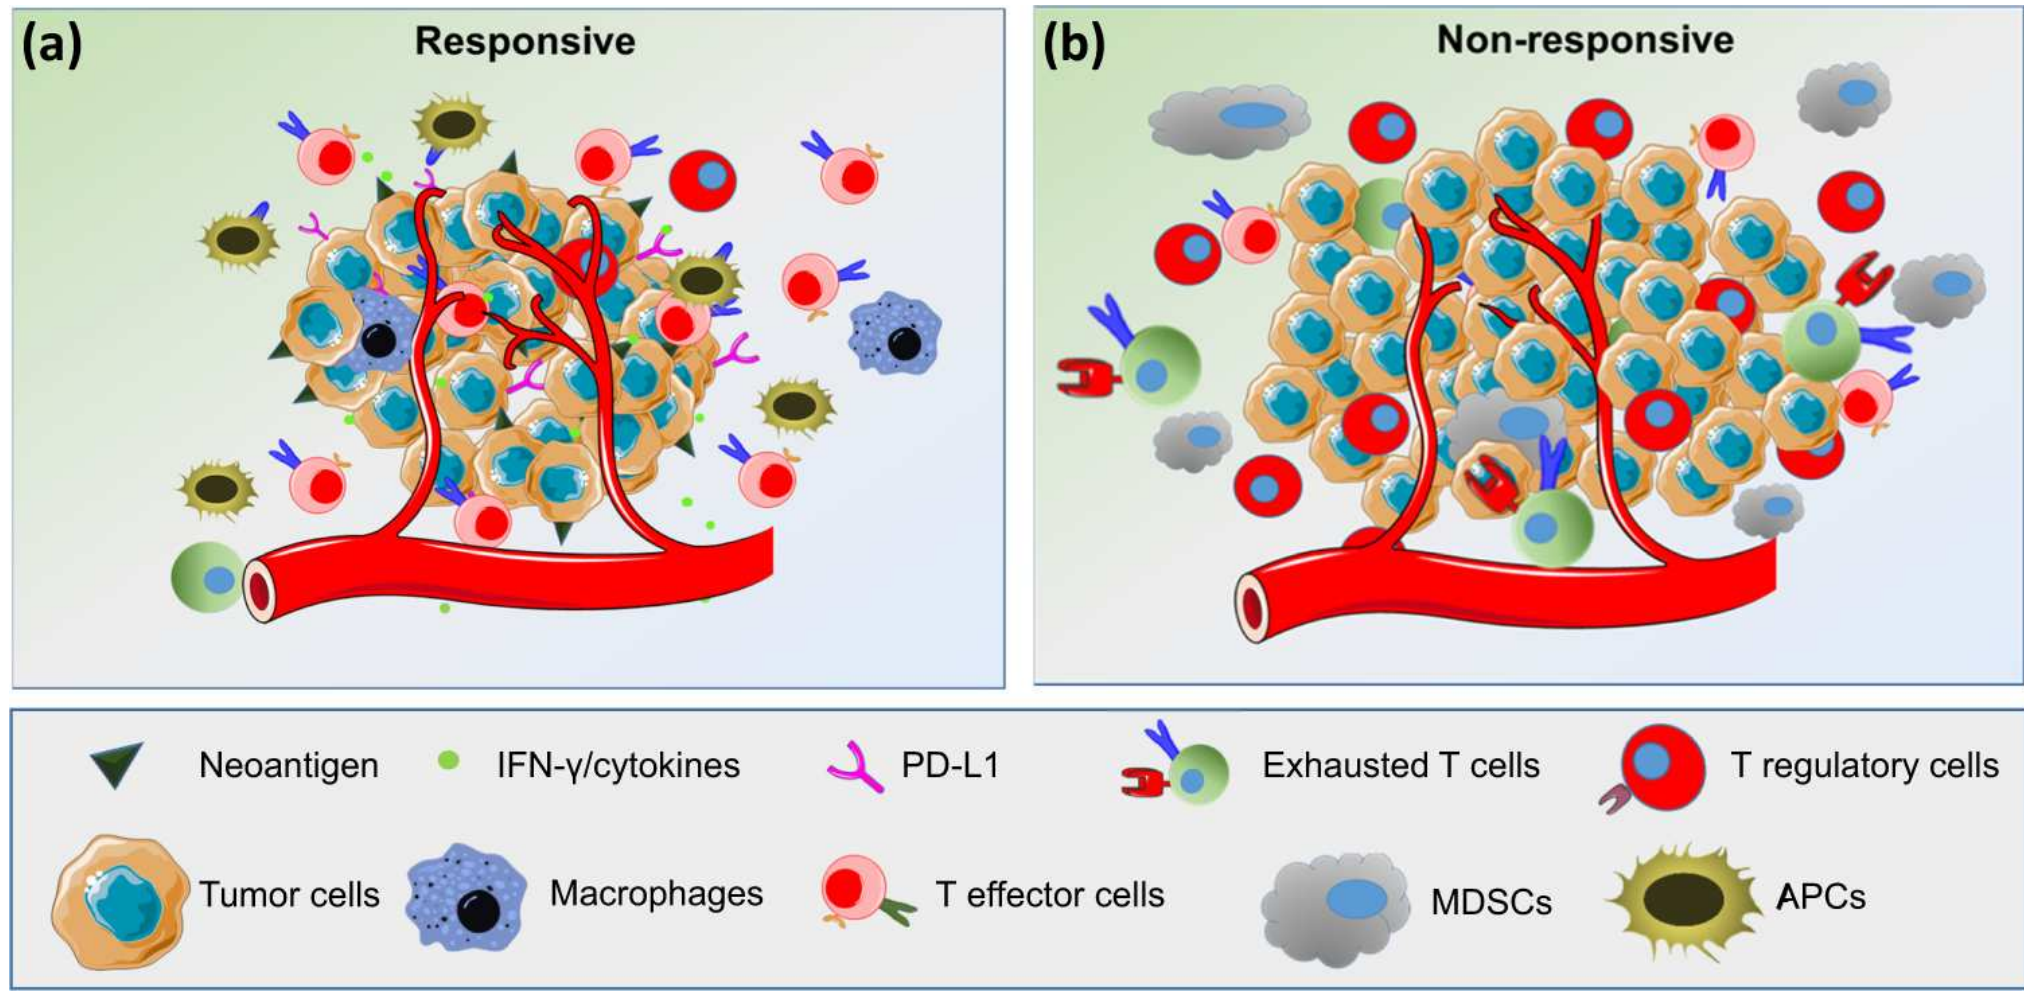 (a)
Responsive
(b)
Non-responsive
Neoantigen
IFN-γ/cytokines
PD-L1
Exhausted T cells
T regulatory cells
Tumor cells
Macrophages
T effector cells
MDSCs
APCs